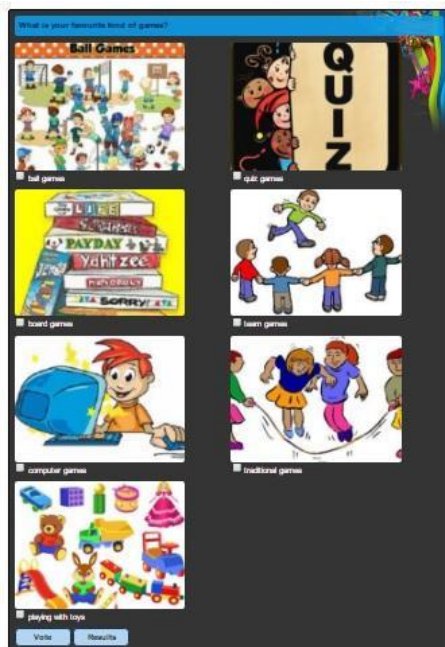 What is your favourite kind of games?
Ball Games
QUIZ
ball games
quiz games
LIFE
PAYDAY
YAHTZEE
MONOPOLY
SORRY!
board games
team games
computer games
traditional games
playing with toys
Vote
Results